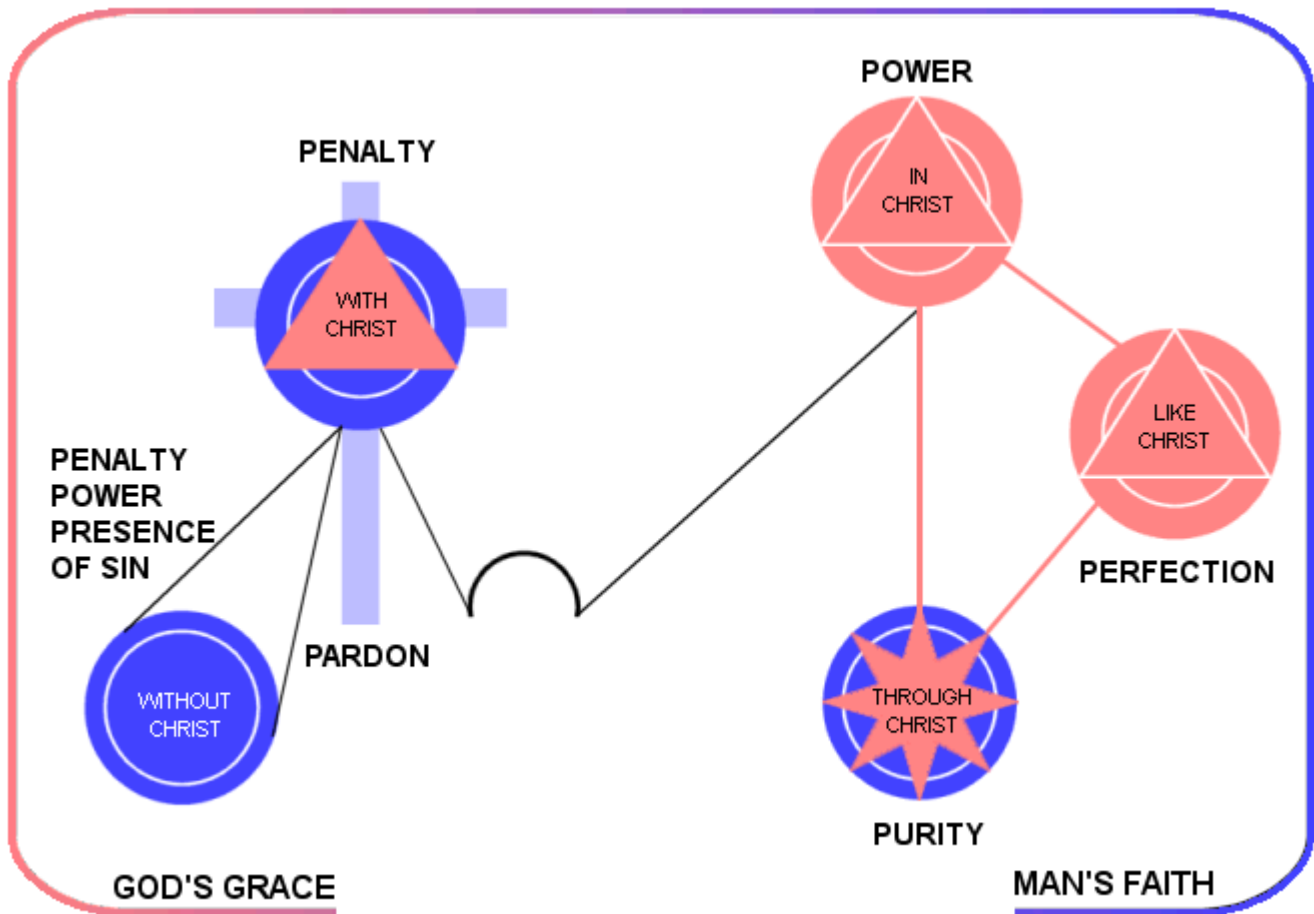 POWER
IN
CHRIST
PENALTY
WITH
CHRIST
LIKE
CHRIST
PENALTY
POWER
PRESENCE
OF SIN
PERFECTION
PARDON
WITHOUT
CHRIST
THROUGH
CHRIST
PURITY
GOD'S GRACE
MAN'S FAITH